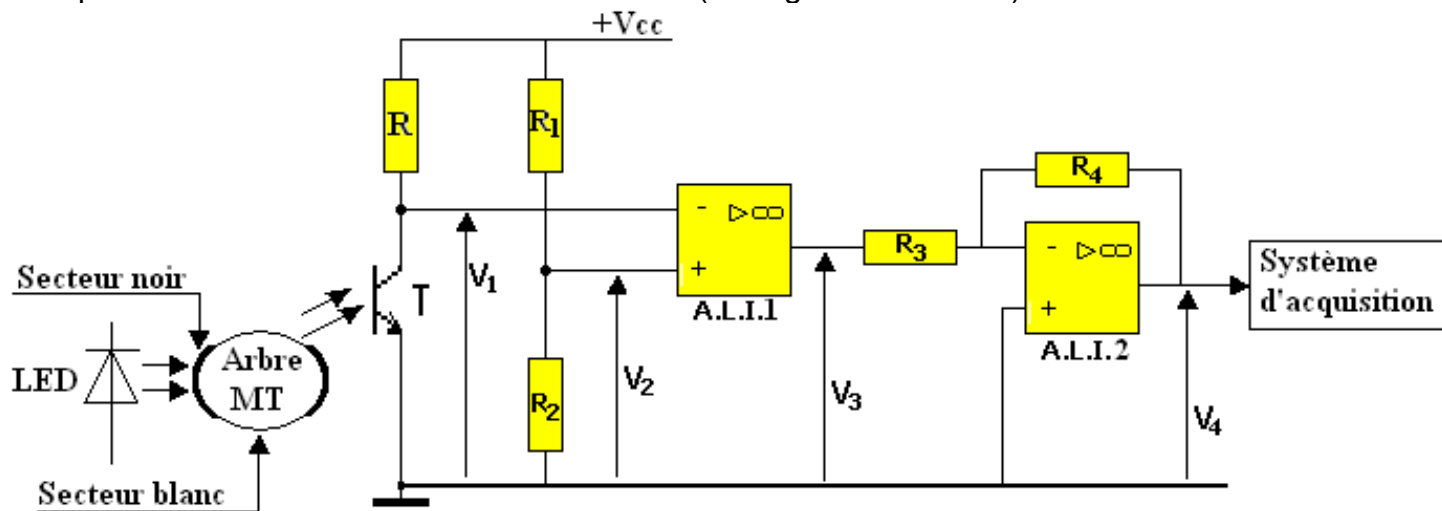 +Vcc
R
R1
R4
- ▷∞
R3
- ▷∞
Système
d'acquisition
Secteur noir
T
V1
+
A.L.I.1
+
A.L.I.2
LED
Arbre
MT
R2
V2
V3
V4
Secteur blanc